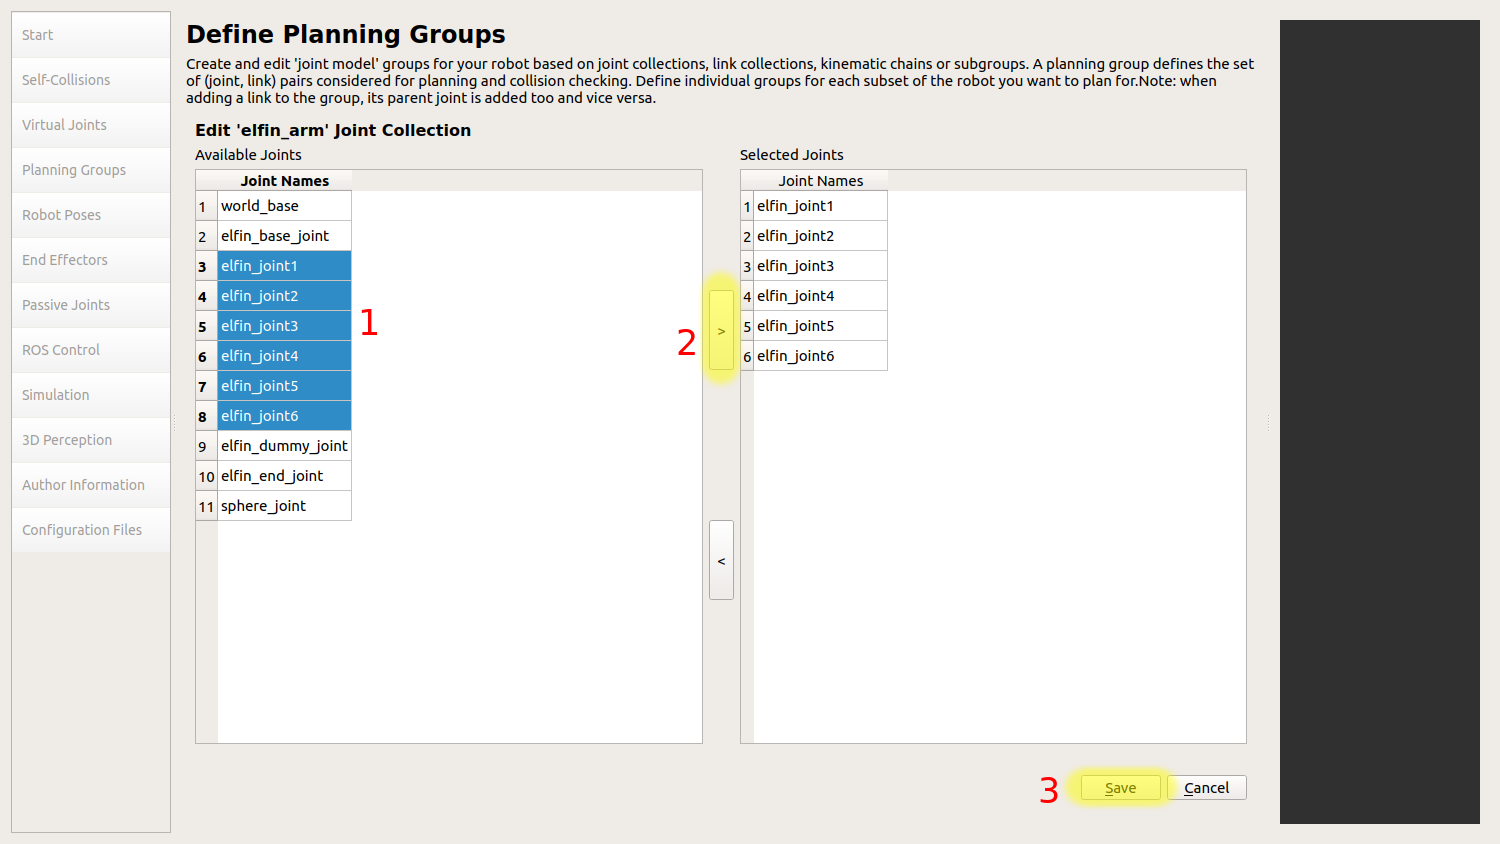 Start
Self-Collisions
Virtual Joints
Planning Groups
Robot Poses
End Effectors
Passive Joints
ROS Control
Simulation
3D Perception
Author Information
Configuration Files
Define Planning Groups
Create and edit 'joint model' groups for your robot based on joint collections, link collections, kinematic chains or subgroups. A planning group defines the set
of (joint, link) pairs considered for planning and collision checking. Define individual groups for each subset of the robot you want to plan for.Note: when
adding a link to the group, its parent joint is added too and vice versa.
Edit 'elfin_arm' Joint Collection
Available Joints
Joint Names
1 world_base
2 elfin_base_joint
3 elfin_joint1
4 elfin_joint2
5 elfin_joint3
6 elfin_joint4
7 elfin_joint5
8 elfin_joint6
9 elfin_dummy_joint
10 elfin_end_joint
11 sphere_joint
1
2
>
<
Selected Joints
Joint Names
1 elfin_joint1
2 elfin_joint2
3 elfin_joint3
4 elfin_joint4
5 elfin_joint5
6 elfin_joint6
3
Save
Cancel